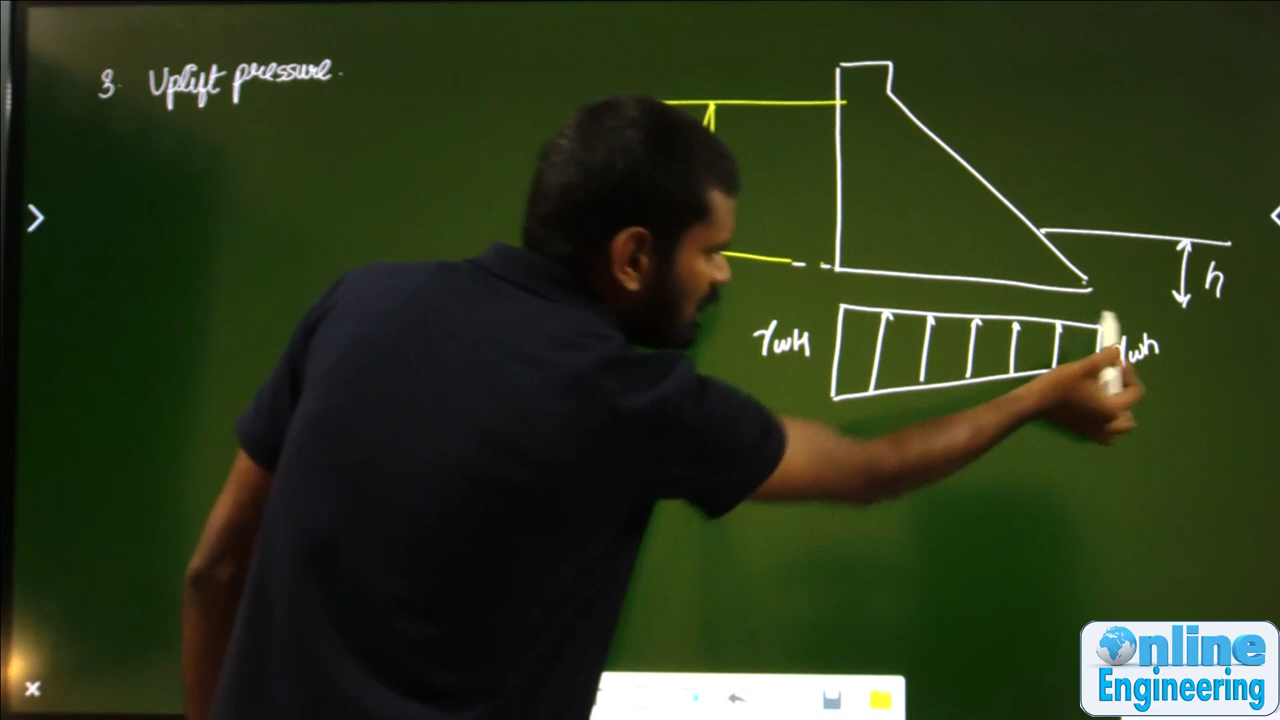 3. Uplift pressure.
h
γwH
γwh
Online
Engineering